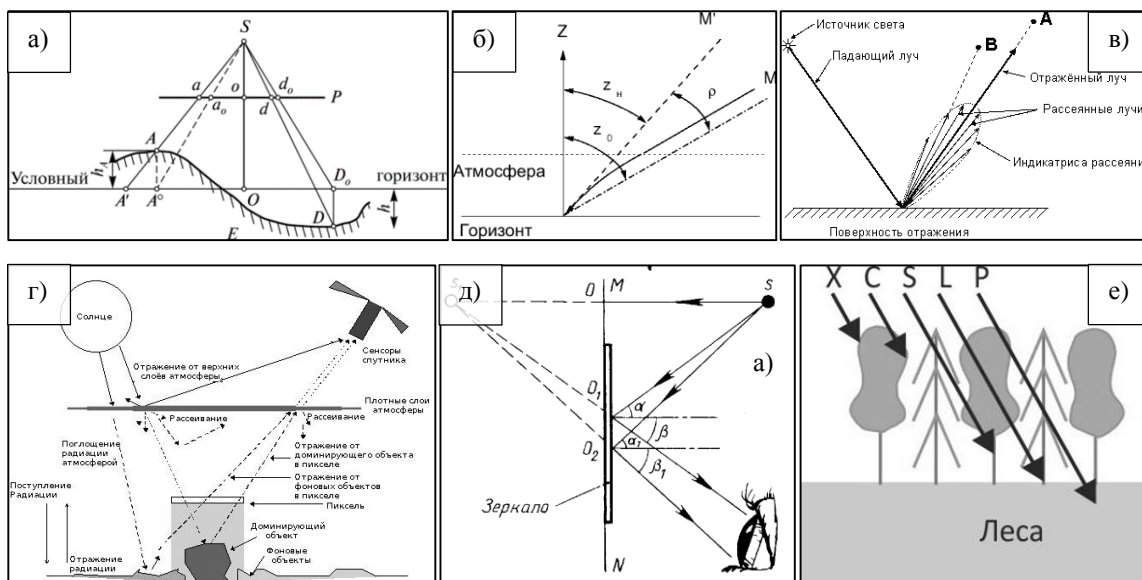 а)
S
a
a₀
o
d
d₀
P
A
hA
Условный
горизонт
A'
A°
O
D₀
E
D
h
б)
Z
M'
zн
M
ρ
z0
Атмосфера
Горизонт
в)
Источник света
Падающий луч
A
B
Отражённый луч
Рассеянные лучи
Индикатриса рассеяни
Поверхность отражения
г)
Солнце
Сенсоры
спутника
Отражение от верхних
слоёв атмосферы
Плотные слои
атмосферы
Рассеивание
Рассеивание
Поглощение
радиации
атмосферой
Отражение от
доминирующего объекта
в пикселе
Отражение от
фоновых объектов
в пикселе
Поступление
Радиации
Пиксель
Доминирующий
объект
Отражение
радиации
Фоновые
объекты
д)
O
M
S
а)
O₁
α
β
O₂
α₁
β₁
Зеркало
N
е)
X C S L P
Леса